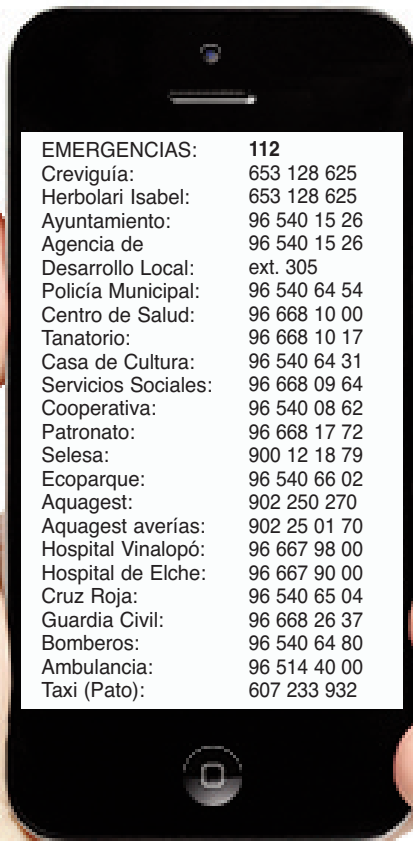 EMERGENCIAS: 112
Creviguía: 653 128 625
Herbolari Isabel: 653 128 625
Ayuntamiento: 96 540 15 26
Agencia de 96 540 15 26
Desarrollo Local: ext. 305
Policía Municipal: 96 540 64 54
Centro de Salud: 96 668 10 00
Tanatorio: 96 668 10 17
Casa de Cultura: 96 540 64 31
Servicios Sociales: 96 668 09 64
Cooperativa: 96 540 08 62
Patronato: 96 668 17 72
Selesa: 900 12 18 79
Ecoparque: 96 540 66 02
Aquagest: 902 250 270
Aquagest averías: 902 25 01 70
Hospital Vinalopó: 96 667 98 00
Hospital de Elche: 96 667 90 00
Cruz Roja: 96 540 65 04
Guardia Civil: 96 668 26 37
Bomberos: 96 540 64 80
Ambulancia: 96 514 40 00
Taxi (Pato): 607 233 932